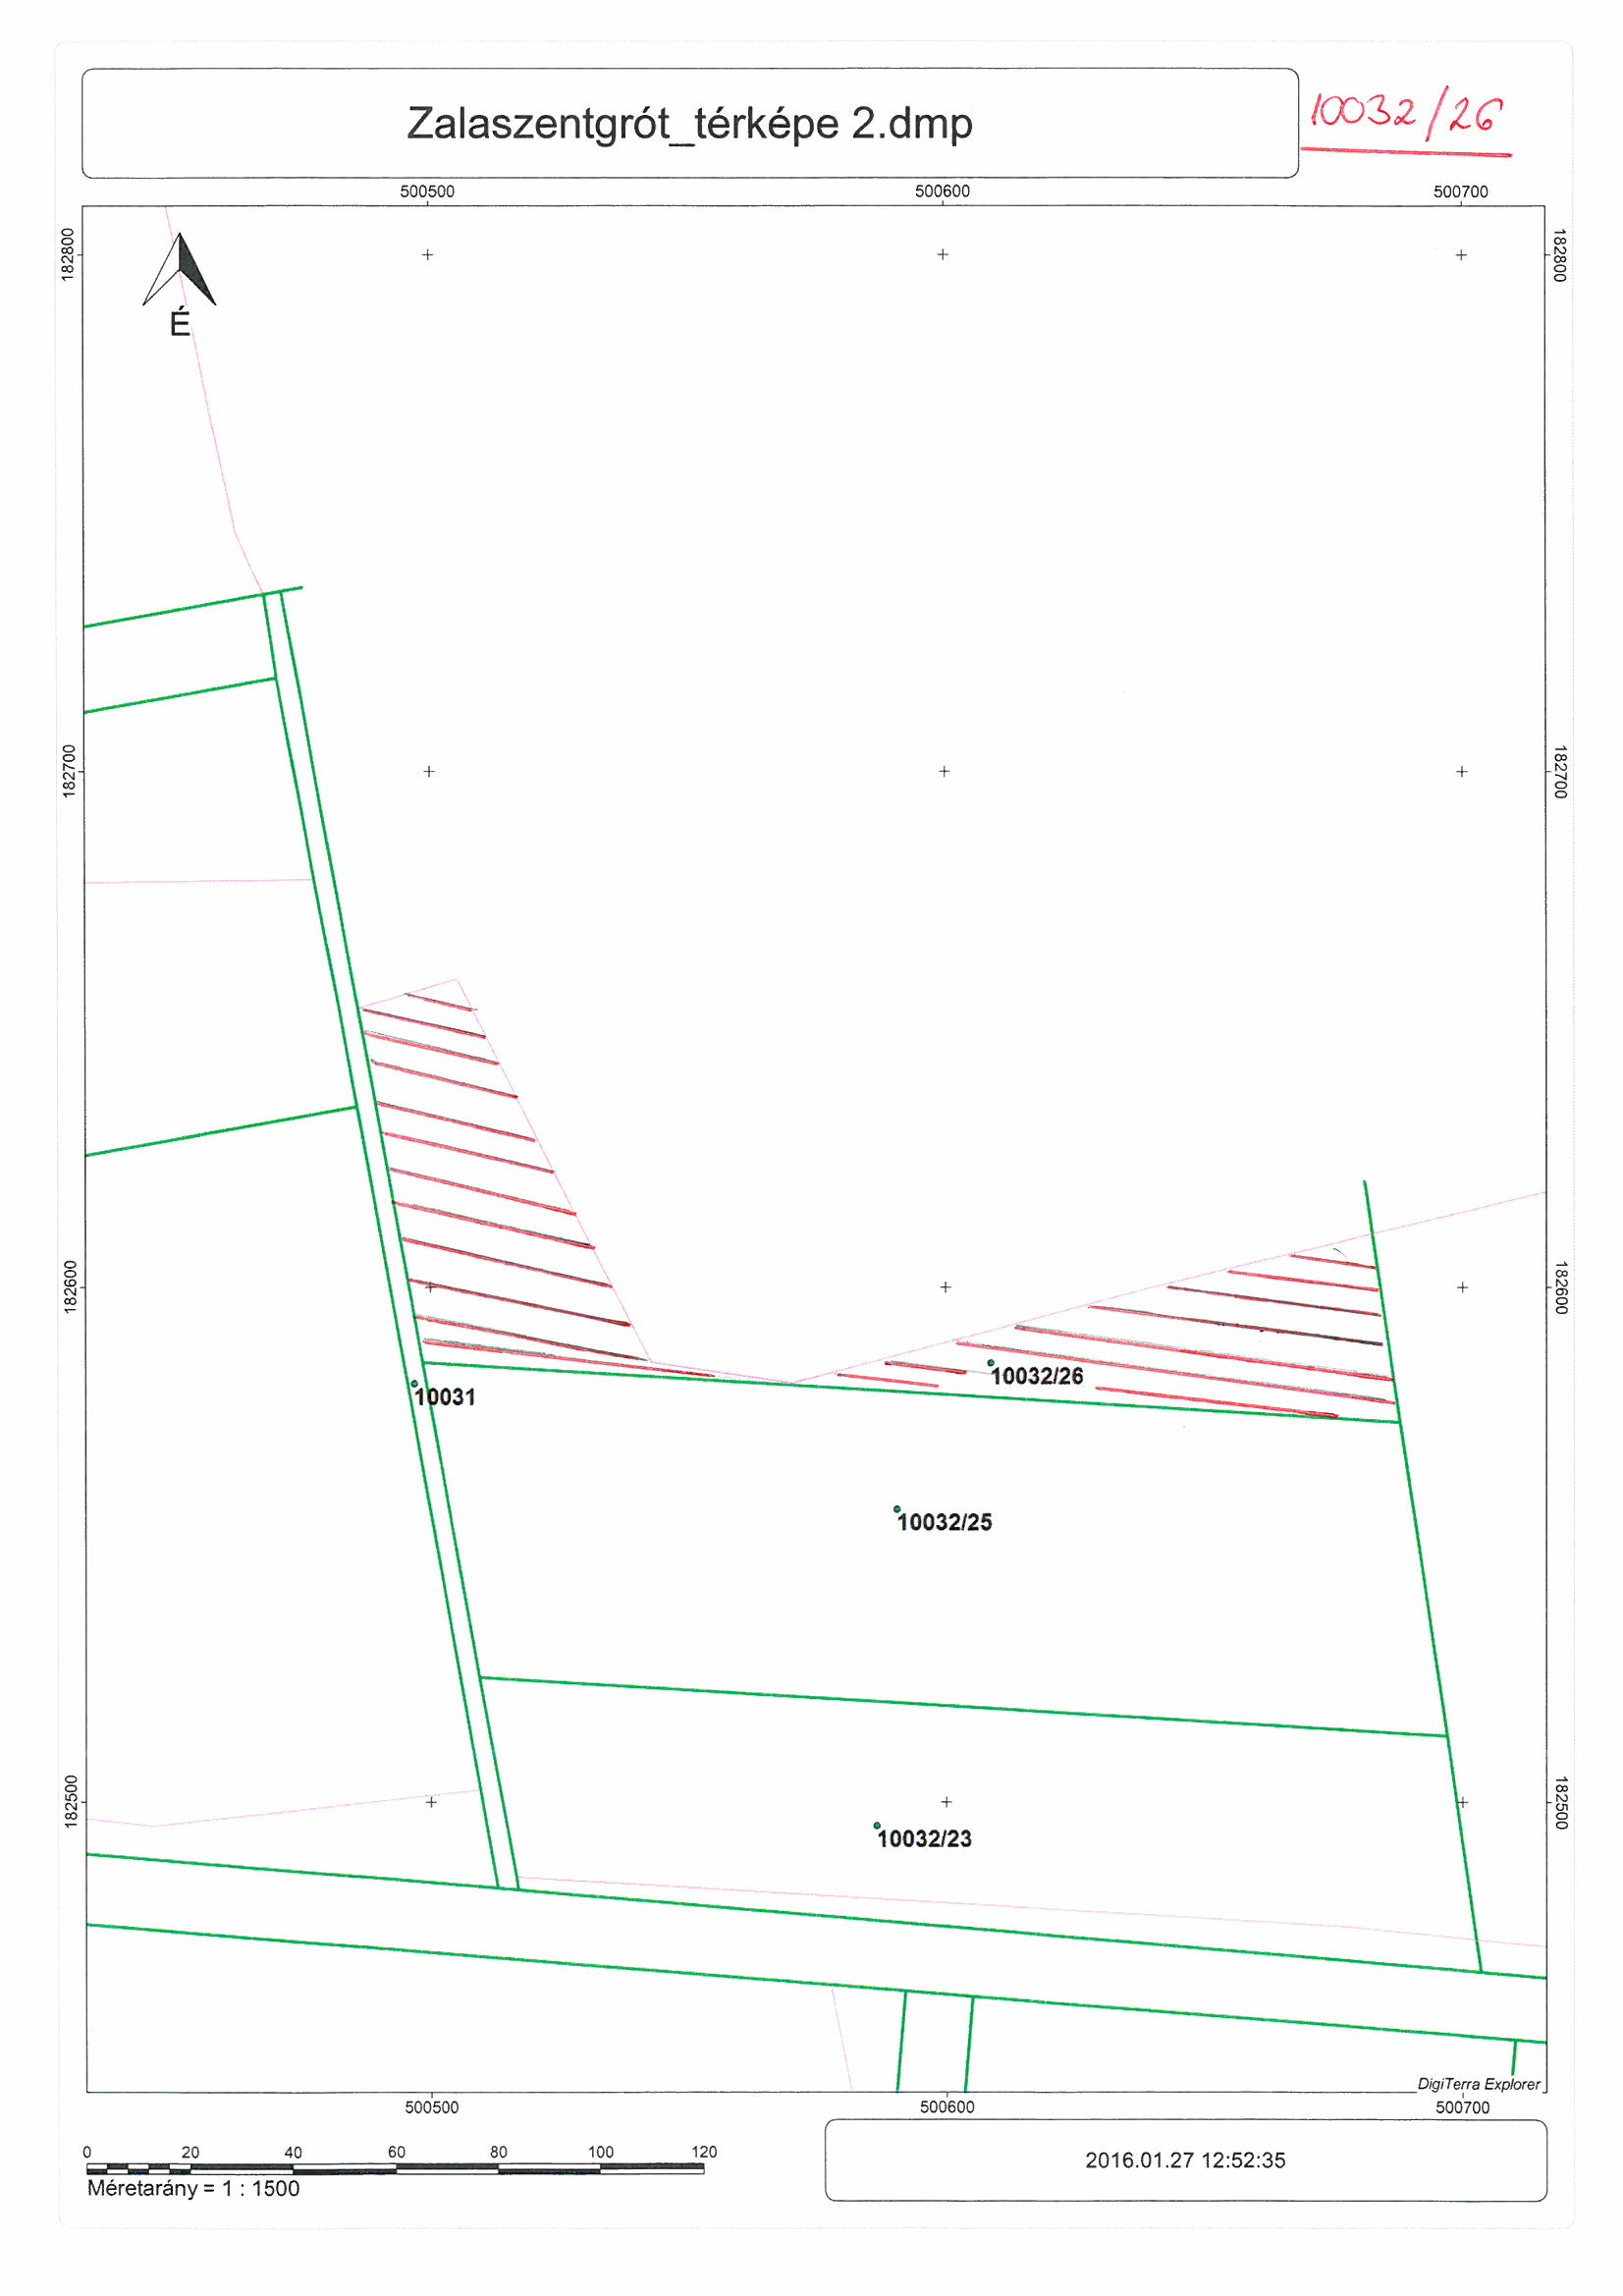 Zalaszentgrót_térképe 2.dmp
10032/26
500500 500600 500700
182800 182800
É
182700 182700
182600 182600
10032/26
10031
10032/25
182500 182500
10032/23
DigiTerra Explorer
500500 500600 500700
0 20 40 60 80 100 120
Méretarány = 1 : 1500
2016.01.27 12:52:35